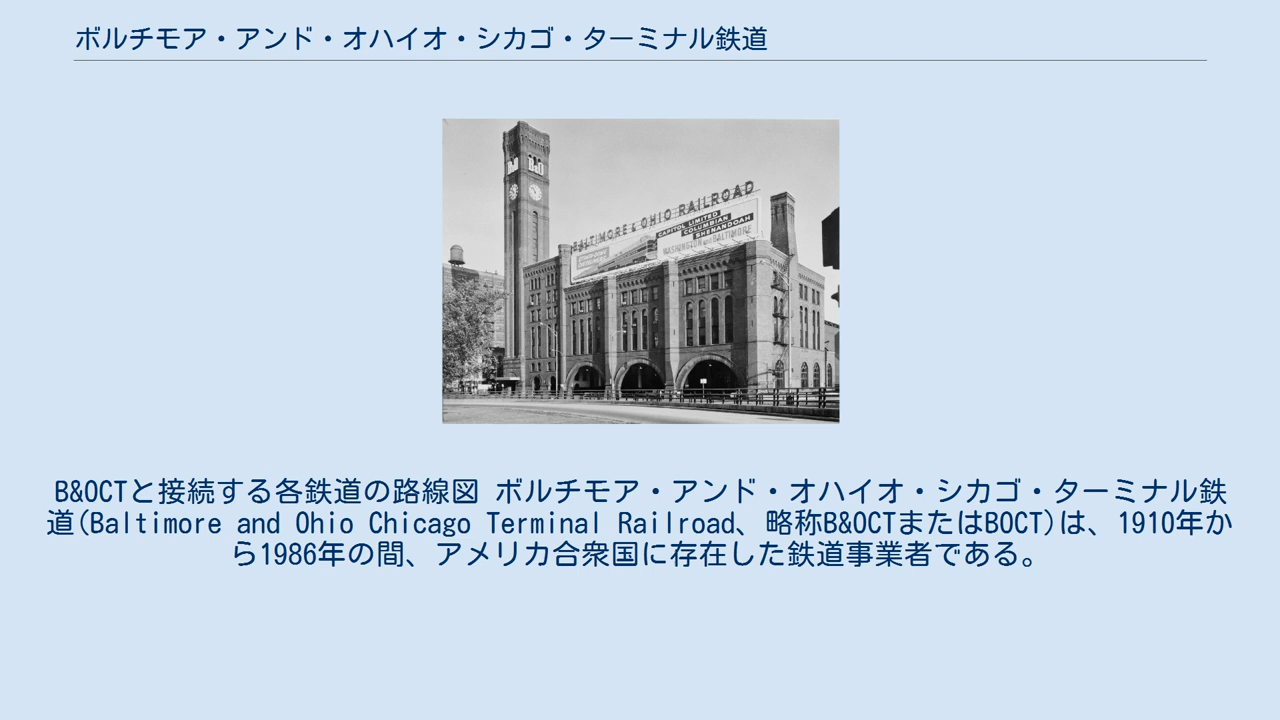 ボルチモア・アンド・オハイオ・シカゴ・ターミナル鉄道
B&O
BALTIMORE & OHIO RAILROAD
CAPITOL LIMITED
COLUMBIAN
SHENANDOAH
WASHINGTON and BALTIMORE
B&OCTと接続する各鉄道の路線図 ボルチモア・アンド・オハイオ・シカゴ・ターミナル鉄
道(Baltimore and Ohio Chicago Terminal Railroad、略称B&OCTまたはBOCT)は、1910年か
ら1986年の間、アメリカ合衆国に存在した鉄道事業者である。